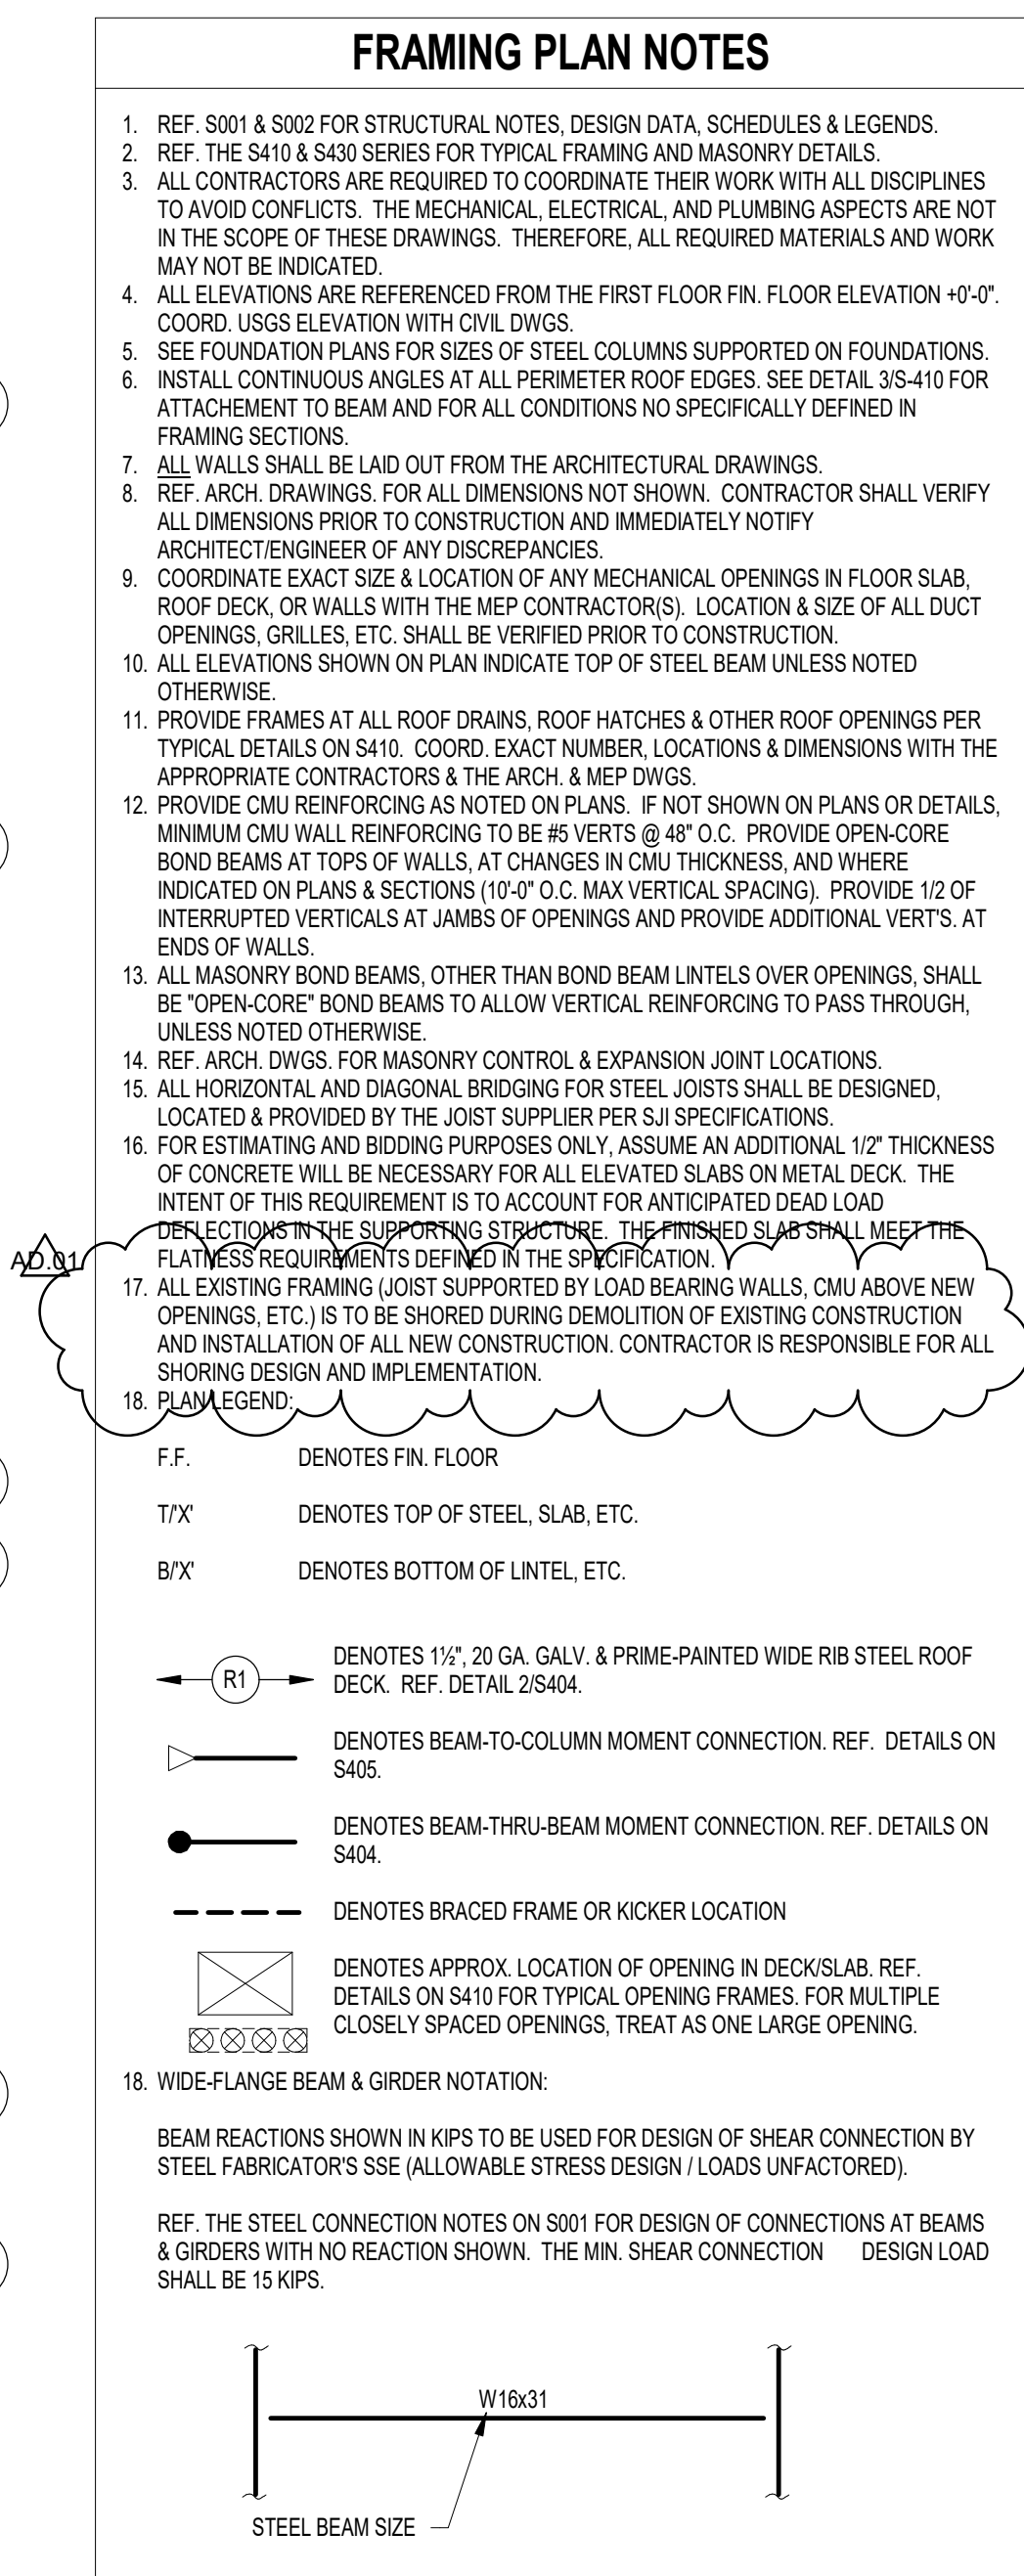 FRAMING PLAN NOTES
1. REF. S001 & S002 FOR STRUCTURAL NOTES, DESIGN DATA, SCHEDULES & LEGENDS.
2. REF. THE S410 & S430 SERIES FOR TYPICAL FRAMING AND MASONRY DETAILS.
3. ALL CONTRACTORS ARE REQUIRED TO COORDINATE THEIR WORK WITH ALL DISCIPLINES
TO AVOID CONFLICTS. THE MECHANICAL, ELECTRICAL, AND PLUMBING ASPECTS ARE NOT
IN THE SCOPE OF THESE DRAWINGS. THEREFORE, ALL REQUIRED MATERIALS AND WORK
MAY NOT BE INDICATED.
4. ALL ELEVATIONS ARE REFERENCED FROM THE FIRST FLOOR FIN. FLOOR ELEVATION +0'-0".
COORD. USGS ELEVATION WITH CIVIL DWGS.
5. SEE FOUNDATION PLANS FOR SIZES OF STEEL COLUMNS SUPPORTED ON FOUNDATIONS.
6. INSTALL CONTINUOUS ANGLES AT ALL PERIMETER ROOF EDGES. SEE DETAIL 3/S-410 FOR
ATTACHEMENT TO BEAM AND FOR ALL CONDITIONS NO SPECIFICALLY DEFINED IN
FRAMING SECTIONS.
7. ALL WALLS SHALL BE LAID OUT FROM THE ARCHITECTURAL DRAWINGS.
8. REF. ARCH. DRAWINGS. FOR ALL DIMENSIONS NOT SHOWN. CONTRACTOR SHALL VERIFY
ALL DIMENSIONS PRIOR TO CONSTRUCTION AND IMMEDIATELY NOTIFY
ARCHITECT/ENGINEER OF ANY DISCREPANCIES.
9. COORDINATE EXACT SIZE & LOCATION OF ANY MECHANICAL OPENINGS IN FLOOR SLAB,
ROOF DECK, OR WALLS WITH THE MEP CONTRACTOR(S). LOCATION & SIZE OF ALL DUCT
OPENINGS, GRILLES, ETC. SHALL BE VERIFIED PRIOR TO CONSTRUCTION.
10. ALL ELEVATIONS SHOWN ON PLAN INDICATE TOP OF STEEL BEAM UNLESS NOTED
OTHERWISE.
11. PROVIDE FRAMES AT ALL ROOF DRAINS, ROOF HATCHES & OTHER ROOF OPENINGS PER
TYPICAL DETAILS ON S410. COORD. EXACT NUMBER, LOCATIONS & DIMENSIONS WITH THE
APPROPRIATE CONTRACTORS & THE ARCH. & MEP DWGS.
12. PROVIDE CMU REINFORCING AS NOTED ON PLANS. IF NOT SHOWN ON PLANS OR DETAILS,
MINIMUM CMU WALL REINFORCING TO BE #5 VERTS @ 48" O.C. PROVIDE OPEN-CORE
BOND BEAMS AT TOPS OF WALLS, AT CHANGES IN CMU THICKNESS, AND WHERE
INDICATED ON PLANS & SECTIONS (10'-0" O.C. MAX VERTICAL SPACING). PROVIDE 1/2 OF
INTERRUPTED VERTICALS AT JAMBS OF OPENINGS AND PROVIDE ADDITIONAL VERT'S. AT
ENDS OF WALLS.
13. ALL MASONRY BOND BEAMS, OTHER THAN BOND BEAM LINTELS OVER OPENINGS, SHALL
BE "OPEN-CORE" BOND BEAMS TO ALLOW VERTICAL REINFORCING TO PASS THROUGH,
UNLESS NOTED OTHERWISE.
14. REF. ARCH. DWGS. FOR MASONRY CONTROL & EXPANSION JOINT LOCATIONS.
15. ALL HORIZONTAL AND DIAGONAL BRIDGING FOR STEEL JOISTS SHALL BE DESIGNED,
LOCATED & PROVIDED BY THE JOIST SUPPLIER PER SJI SPECIFICATIONS.
16. FOR ESTIMATING AND BIDDING PURPOSES ONLY, ASSUME AN ADDITIONAL 1/2" THICKNESS
OF CONCRETE WILL BE NECESSARY FOR ALL ELEVATED SLABS ON METAL DECK. THE
INTENT OF THIS REQUIREMENT IS TO ACCOUNT FOR ANTICIPATED DEAD LOAD
DEFLECTIONS IN THE SUPPORTING STRUCTURE. THE FINISHED SLAB SHALL MEET THE
FLATNESS REQUIREMENTS DEFINED IN THE SPECIFICATION.
AD.01
17. ALL EXISTING FRAMING (JOIST SUPPORTED BY LOAD BEARING WALLS, CMU ABOVE NEW
OPENINGS, ETC.) IS TO BE SHORED DURING DEMOLITION OF EXISTING CONSTRUCTION
AND INSTALLATION OF ALL NEW CONSTRUCTION. CONTRACTOR IS RESPONSIBLE FOR ALL
SHORING DESIGN AND IMPLEMENTATION.
18. PLAN LEGEND:
F.F. DENOTES FIN. FLOOR
T/'X' DENOTES TOP OF STEEL, SLAB, ETC.
B/'X' DENOTES BOTTOM OF LINTEL, ETC.
R1 DENOTES 1½", 20 GA. GALV. & PRIME-PAINTED WIDE RIB STEEL ROOF
DECK. REF. DETAIL 2/S404.
DENOTES BEAM-TO-COLUMN MOMENT CONNECTION. REF. DETAILS ON
S405.
DENOTES BEAM-THRU-BEAM MOMENT CONNECTION. REF. DETAILS ON
S404.
DENOTES BRACED FRAME OR KICKER LOCATION
DENOTES APPROX. LOCATION OF OPENING IN DECK/SLAB. REF.
DETAILS ON S410 FOR TYPICAL OPENING FRAMES. FOR MULTIPLE
CLOSELY SPACED OPENINGS, TREAT AS ONE LARGE OPENING.
18. WIDE-FLANGE BEAM & GIRDER NOTATION:
BEAM REACTIONS SHOWN IN KIPS TO BE USED FOR DESIGN OF SHEAR CONNECTION BY
STEEL FABRICATOR'S SSE (ALLOWABLE STRESS DESIGN / LOADS UNFACTORED).
REF. THE STEEL CONNECTION NOTES ON S001 FOR DESIGN OF CONNECTIONS AT BEAMS
& GIRDERS WITH NO REACTION SHOWN. THE MIN. SHEAR CONNECTION DESIGN LOAD
SHALL BE 15 KIPS.
W16x31
STEEL BEAM SIZE